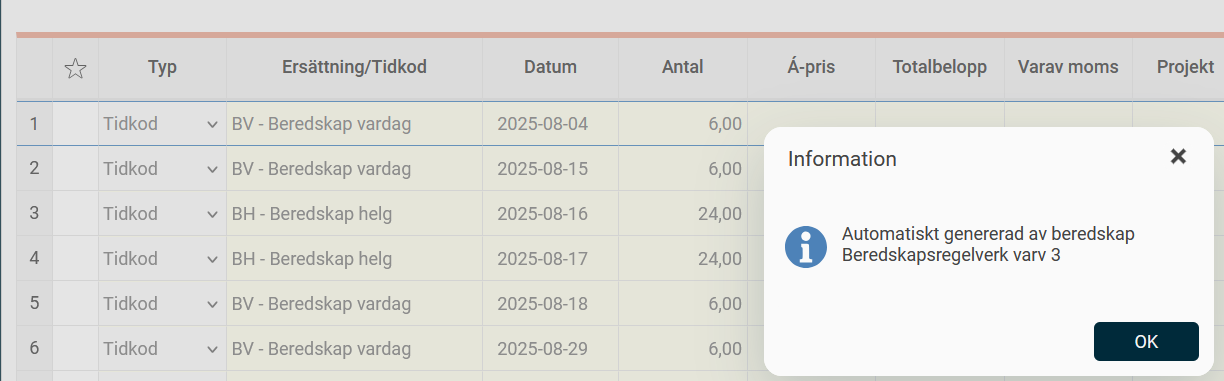 Typ Ersättning/Tidkod Datum Antal Á-pris Totalbelopp Varav moms Projekt
1 Tidkod BV - Beredskap vardag 2025-08-04 6,00
2 Tidkod BV - Beredskap vardag 2025-08-15 6,00
3 Tidkod BH - Beredskap helg 2025-08-16 24,00
4 Tidkod BH - Beredskap helg 2025-08-17 24,00
5 Tidkod BV - Beredskap vardag 2025-08-18 6,00
6 Tidkod BV - Beredskap vardag 2025-08-29 6,00
Information
Automatiskt genererad av beredskap
Beredskapsregelverk varv 3
OK